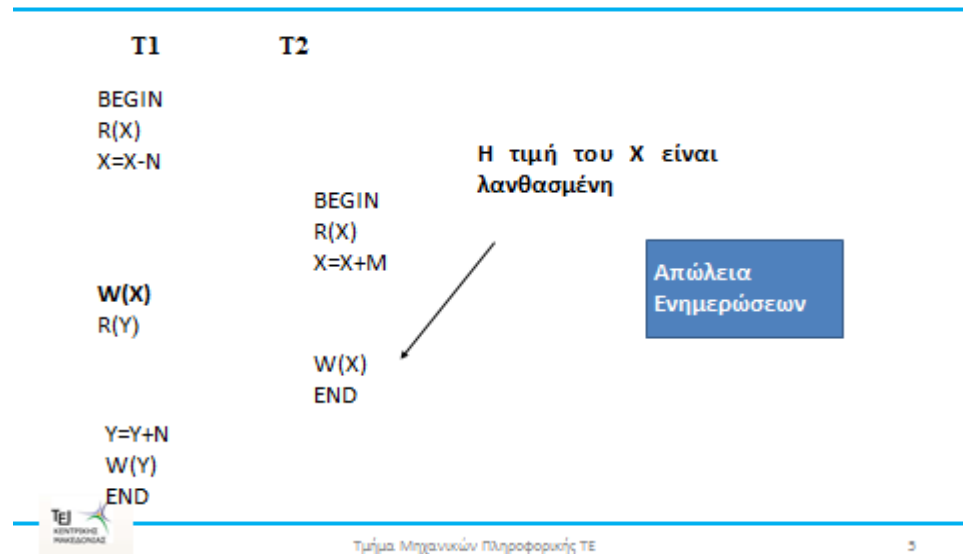 T1 T2
BEGIN
R(X)
X=X-N
Η τιμή του Χ είναι
λανθασμένη
BEGIN
R(X)
X=X+M
Απώλεια
Ενημερώσεων
W(X)
R(Y)
W(X)
END
Y=Y+N
W(Y)
END
ΤΕΙ
ΚΕΝΤΡΙΚΗΣ
ΜΑΚΕΔΟΝΙΑΣ
Τμήμα Μηχανικών Πληροφορικής ΤΕ 5